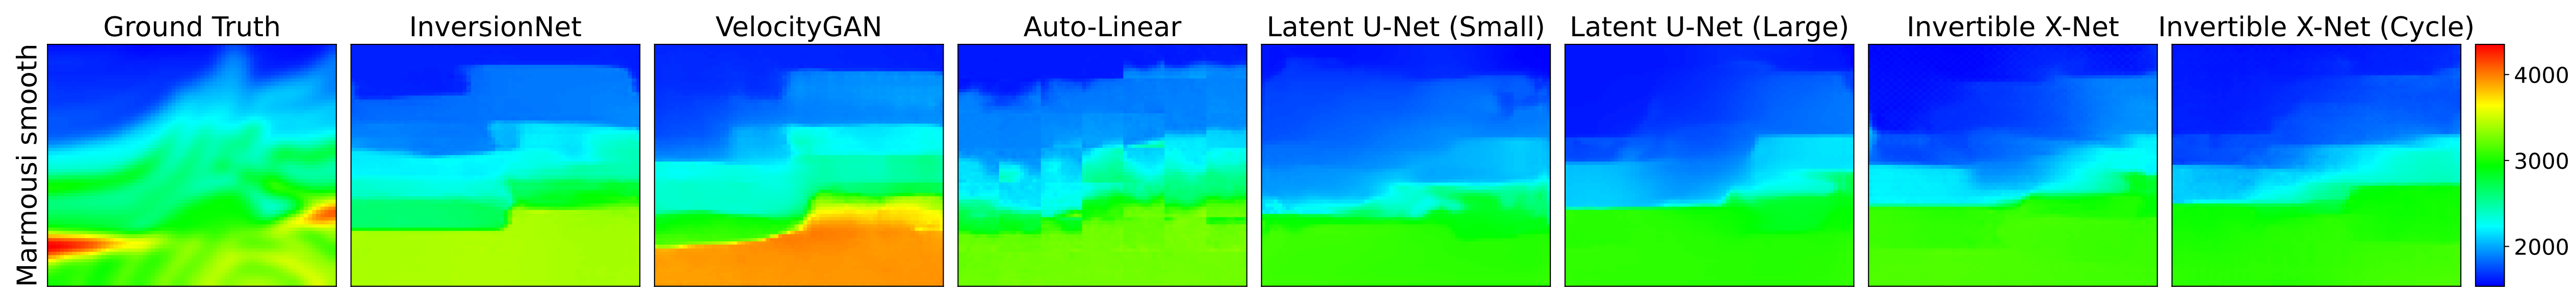 Ground Truth
InversionNet
VelocityGAN
Auto-Linear
Latent U-Net (Small)
Latent U-Net (Large)
Invertible X-Net
Invertible X-Net (Cycle)
Marmousi smooth
4000
3000
2000